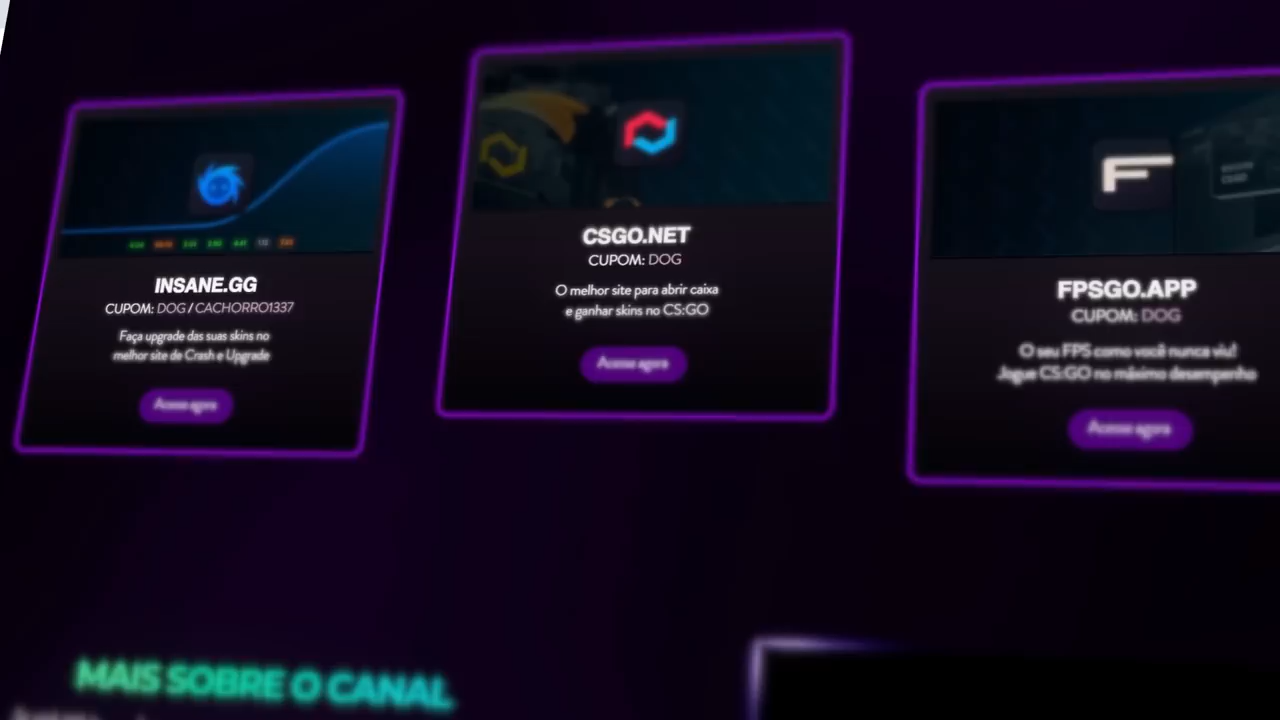 INSANE.GG
CUPOM: DOG / CACHORRO1337
Faça upgrade das suas skins no
melhor site de Crash e Upgrade
Acesse agora
CSGO.NET
CUPOM: DOG
O melhor site para abrir caixa
e ganhar skins no CS:GO
Acesse agora
F
FPSGO.APP
CUPOM: DOG
O seu FPS como você nunca viu!
Jogue CS:GO no máximo desempenho
Acesse agora
MAIS SOBRE O CANAL